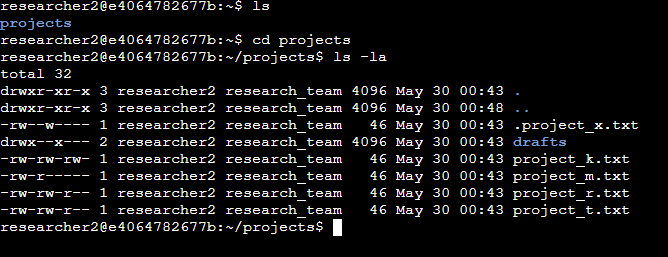 researcher2@e4064782677b:~$ ls
projects
researcher2@e4064782677b:~$ cd projects
researcher2@e4064782677b:~/projects$ ls -la
total 32
drwxr-xr-x 3 researcher2 research_team 4096 May 30 00:43 .
drwxr-xr-x 3 researcher2 research_team 4096 May 30 00:48 ..
-rw--w---- 1 researcher2 research_team   46 May 30 00:43 .project_x.txt
drwx--x--- 2 researcher2 research_team 4096 May 30 00:43 drafts
-rw-rw-rw- 1 researcher2 research_team   46 May 30 00:43 project_k.txt
-rw-r----- 1 researcher2 research_team   46 May 30 00:43 project_m.txt
-rw-rw-r-- 1 researcher2 research_team   46 May 30 00:43 project_r.txt
-rw-rw-r-- 1 researcher2 research_team   46 May 30 00:43 project_t.txt
researcher2@e4064782677b:~/projects$